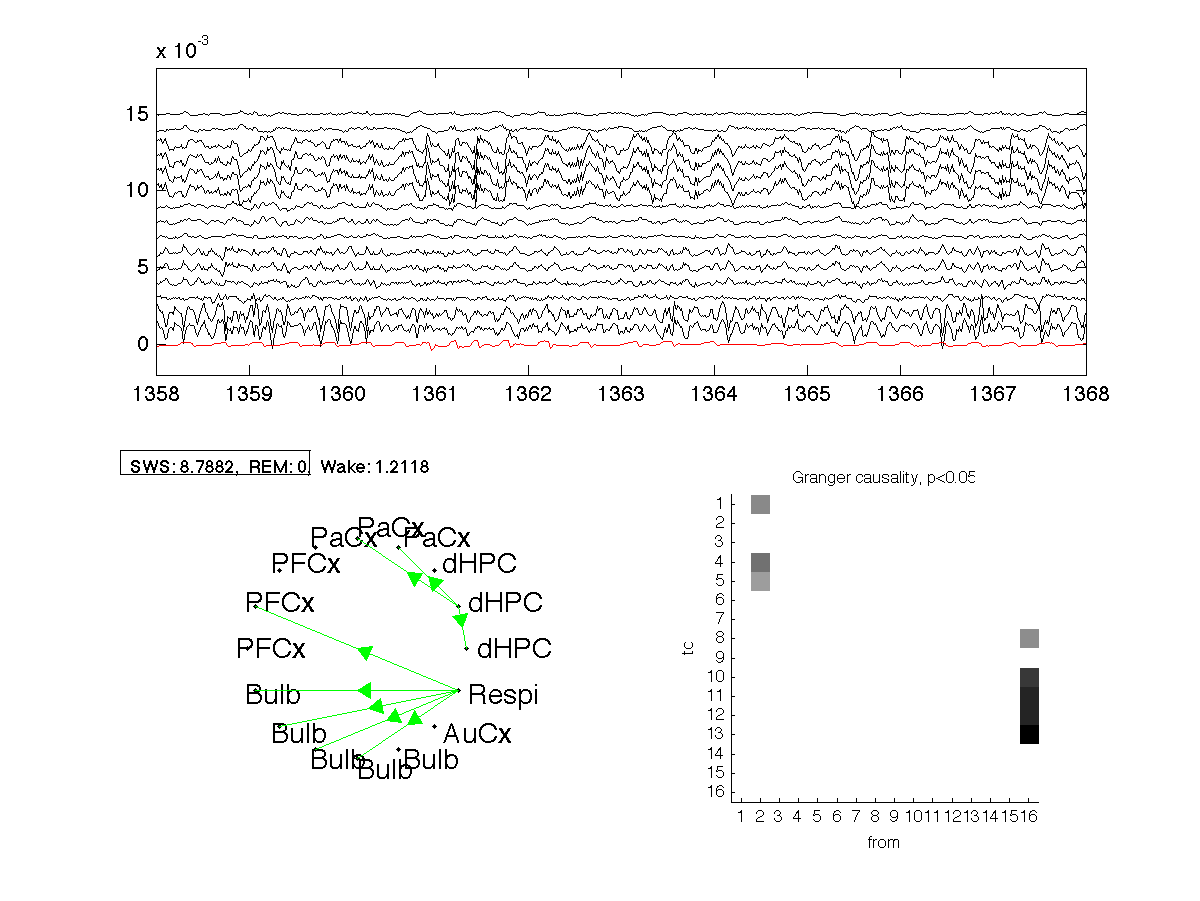 x 10-3
15
10
5
0
1358 1359 1360 1361 1362 1363 1364 1365 1366 1367 1368
SWS:8.7882, REM:0, Wake:1.2118
Granger causality, p<0.05
PaCx
PaCx PaCx
PFCx dHPC
PFCx dHPC
PFCx dHPC
Bulb Respi
Bulb AuCx
Bulb Bulb
Bulb
1
2
3
4
5
6
7
8
9
10
11
12
13
14
15
16
to
1 2 3 4 5 6 7 8 9 10 11 12 13 14 15 16
from